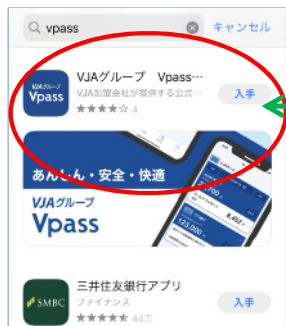 vpass
キャンセル
VJAグループ
Vpass
VJAグループ　Vpass…
VJA加盟会社が提供する公式…
4
入手
あんしん・安全・快適
VJAグループ
Vpass
SMBC
三井住友銀行アプリ
ファイナンス
44万
入手